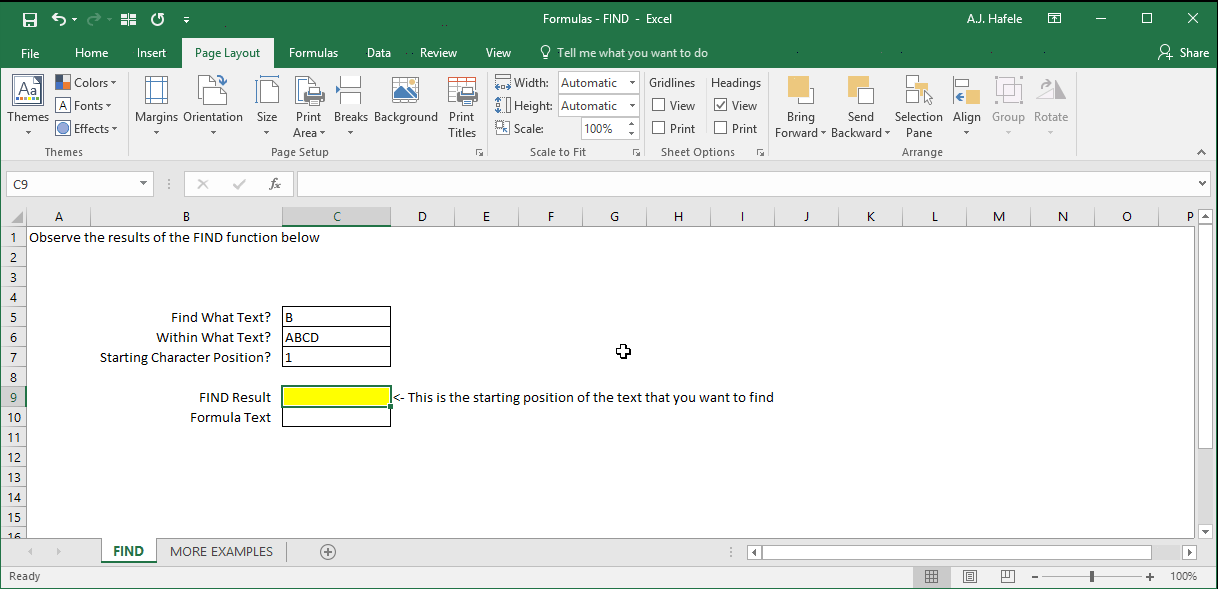 Formulas - FIND - Excel
A.J. Hafele
File Home Insert Page Layout Formulas Data Review View Tell me what you want to do Share
Aa Themes
Colors
A Fonts
Effects
Margins Orientation Size Print Area Breaks Background Print Titles
Width: Automatic
Height: Automatic
Scale: 100%
Gridlines
View
Print
Headings
View
Print
Bring Forward Send Backward Selection Pane Align Group Rotate
Themes Page Setup Scale to Fit Sheet Options Arrange
C9 fx
A B C D E F G H I J K L M N O P
1 Observe the results of the FIND function below
2
3
4
5 Find What Text? B
6 Within What Text? ABCD
7 Starting Character Position? 1
8
9 FIND Result <- This is the starting position of the text that you want to find
10 Formula Text
11
12
13
14
15
16
FIND MORE EXAMPLES
Ready 100%